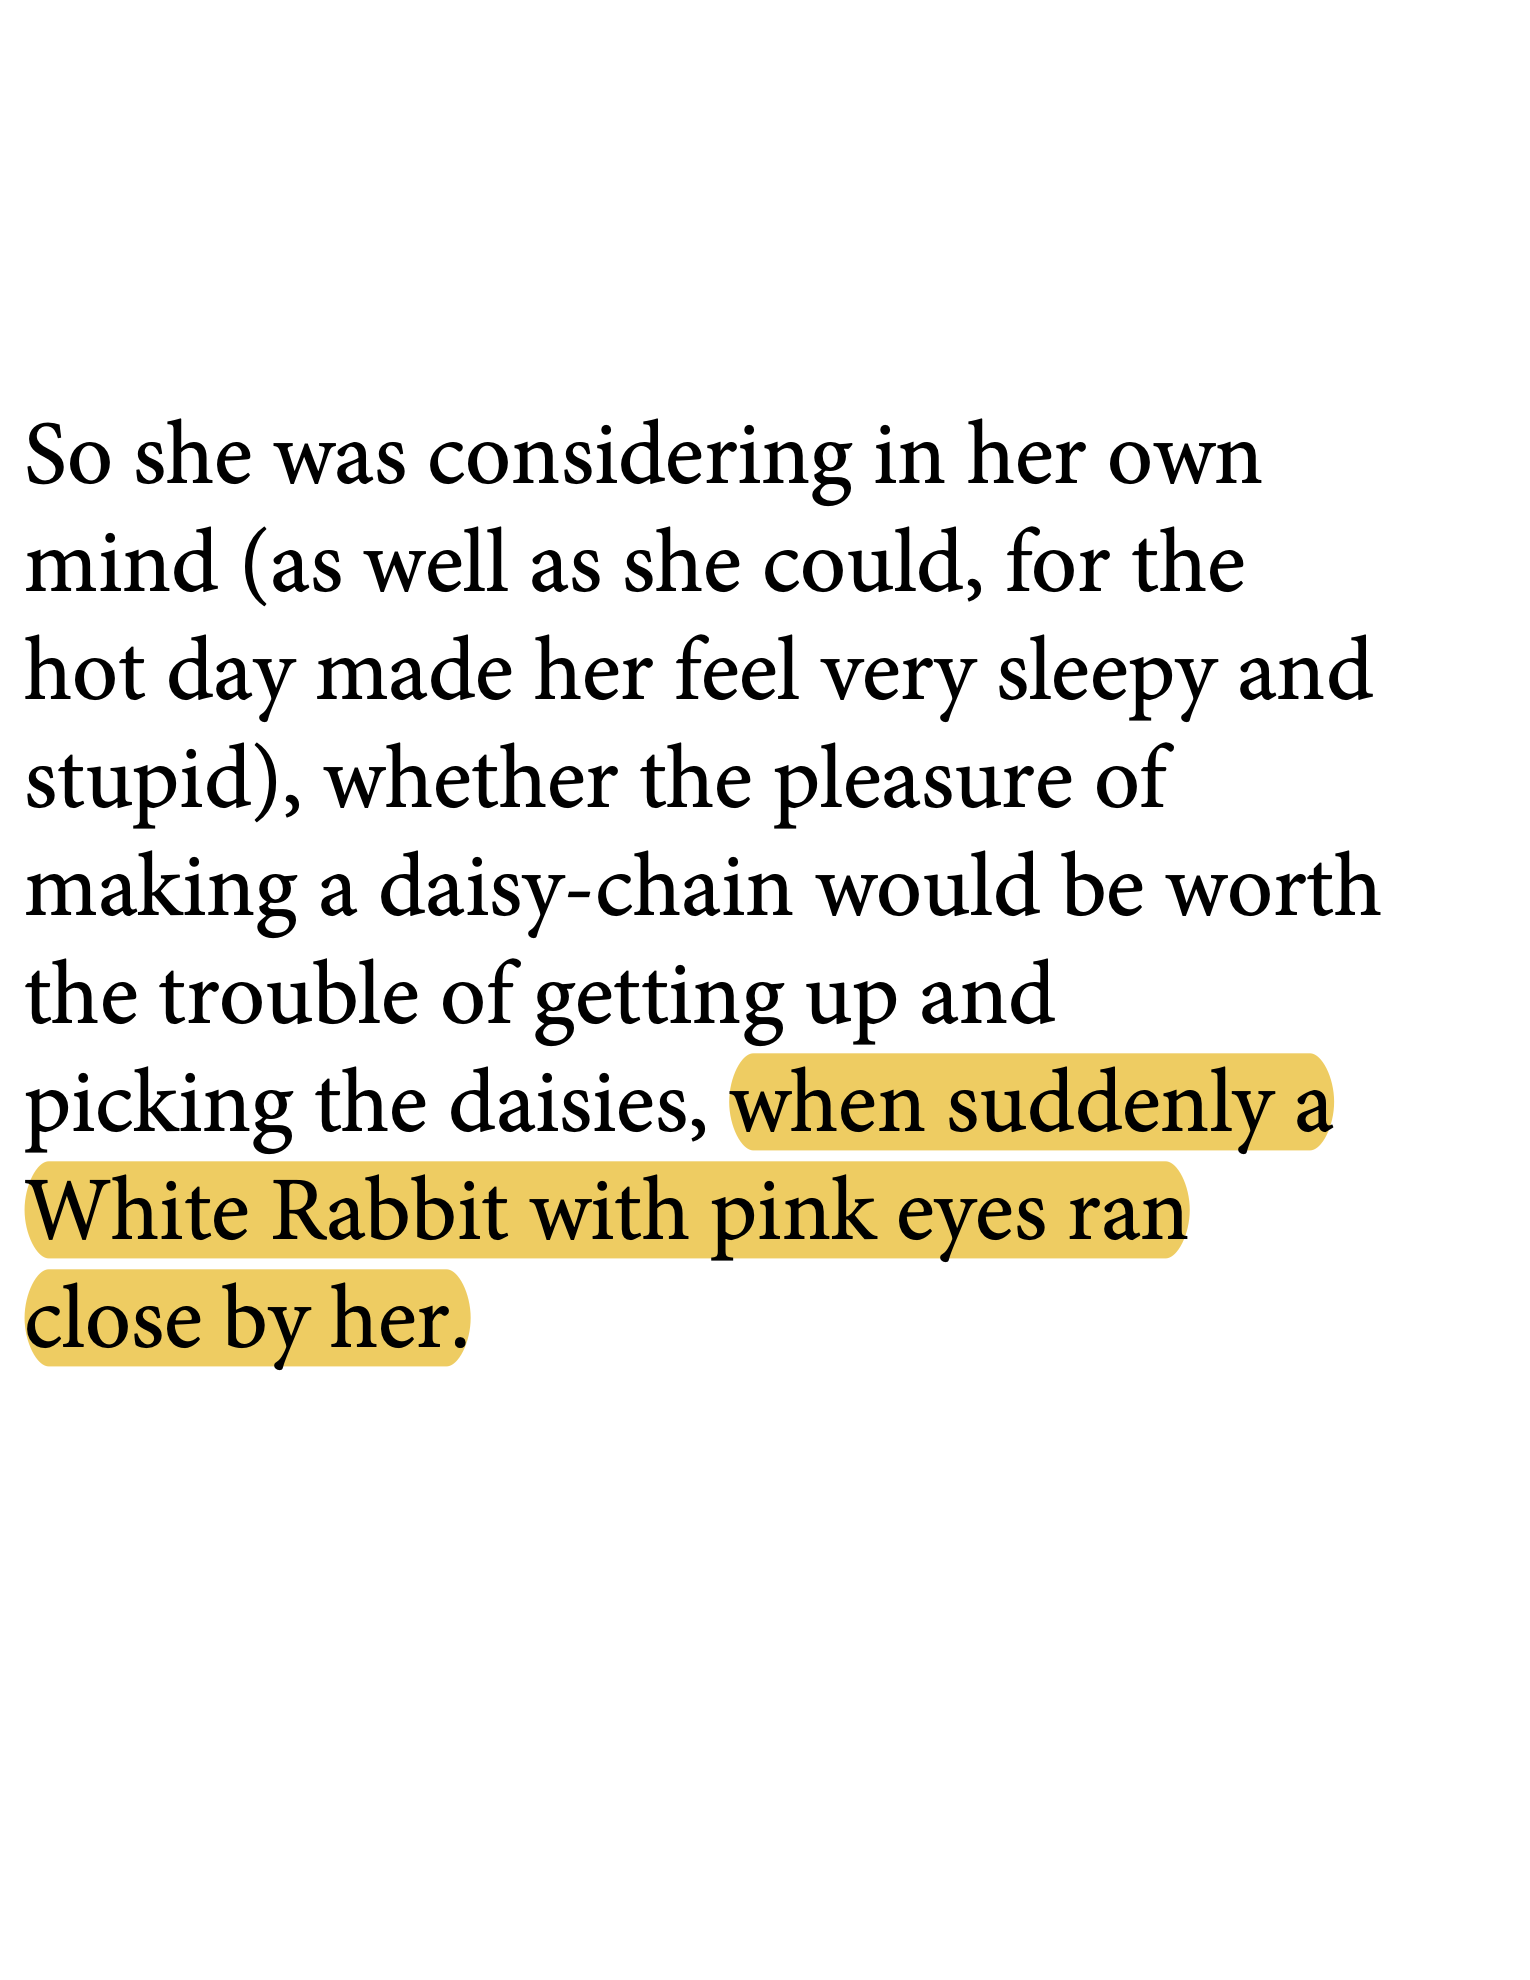 So she was considering in her own
mind (as well as she could, for the
hot day made her feel very sleepy and
stupid), whether the pleasure of
making a daisy-chain would be worth
the trouble of getting up and
picking the daisies, when suddenly a
White Rabbit with pink eyes ran
close by her.